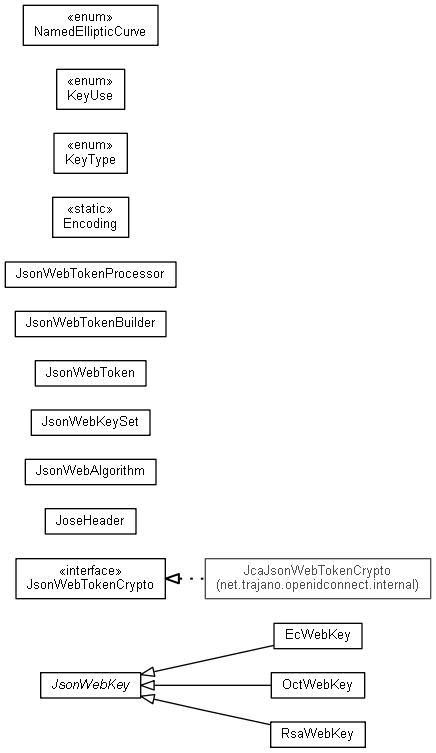 «enum»
NamedEllipticCurve
«enum»
KeyUse
«enum»
KeyType
«static»
Encoding
JsonWebTokenProcessor
JsonWebTokenBuilder
JsonWebToken
JsonWebKeySet
JsonWebAlgorithm
JoseHeader
«interface»
JsonWebTokenCrypto
JcaJsonWebTokenCrypto
(net.trajano.openidconnect.internal)
EcWebKey
JsonWebKey
OctWebKey
RsaWebKey